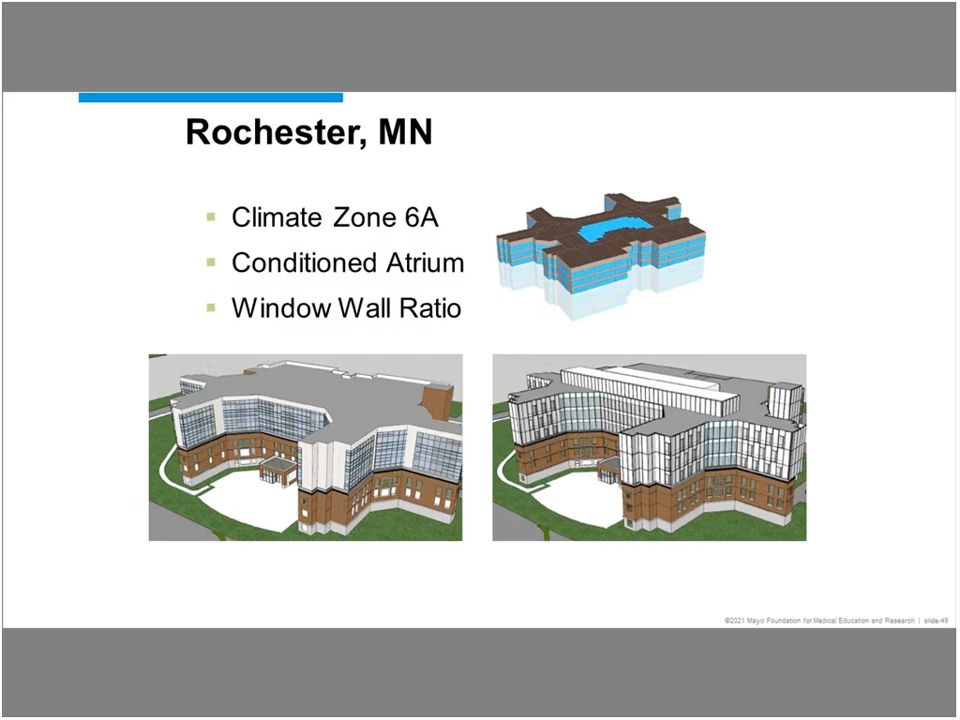 Rochester, MN
Climate Zone 6A
Conditioned Atrium
Window Wall Ratio
©2021 Mayo Foundation for Medical Education and Research | slide-49